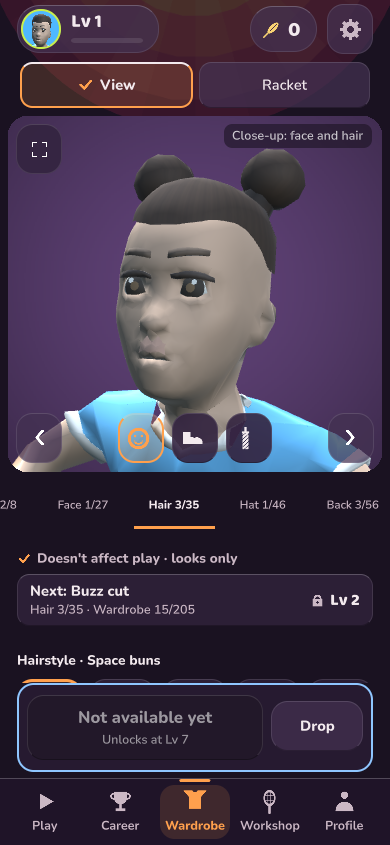 Lv 1
0
View
Racket
Close-up: face and hair
2/8
Face 1/27
Hair 3/35
Hat 1/46
Back 3/56
Doesn't affect play · looks only
Next: Buzz cut
Hair 3/35 · Wardrobe 15/205
Lv 2
Hairstyle · Space buns
Not available yet
Unlocks at Lv 7
Drop
Play
Career
Wardrobe
Workshop
Profile